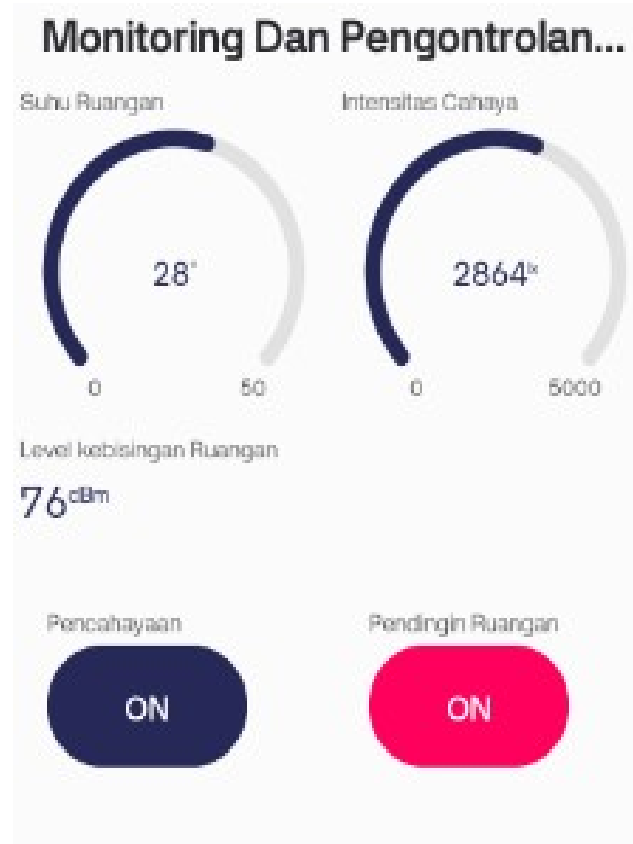 Monitoring Dan Pengontrolan...
Suhu Ruangan
Intensitas Cahaya
28°
2864lx
0
50
0
5000
Level kebisingan Ruangan
76dBm
Pencahayaan
Pendingin Ruangan
ON
ON